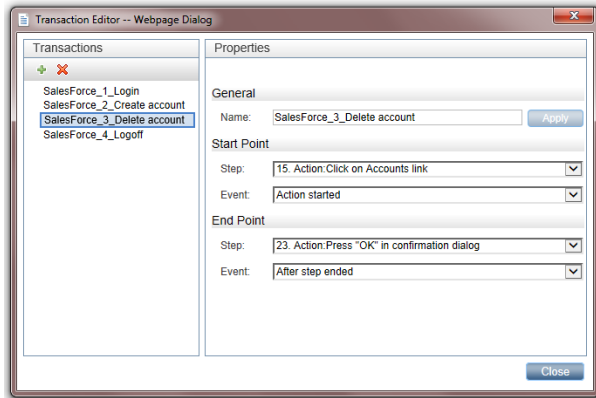 Transaction Editor -- Webpage Dialog
Transactions
SalesForce_1_Login
SalesForce_2_Create account
SalesForce_3_Delete account
SalesForce_4_Logoff
Properties
General
Name: SalesForce_3_Delete account Apply
Start Point
Step: 15. Action:Click on Accounts link
Event: Action started
End Point
Step: 23. Action:Press "OK" in confirmation dialog
Event: After step ended
Close